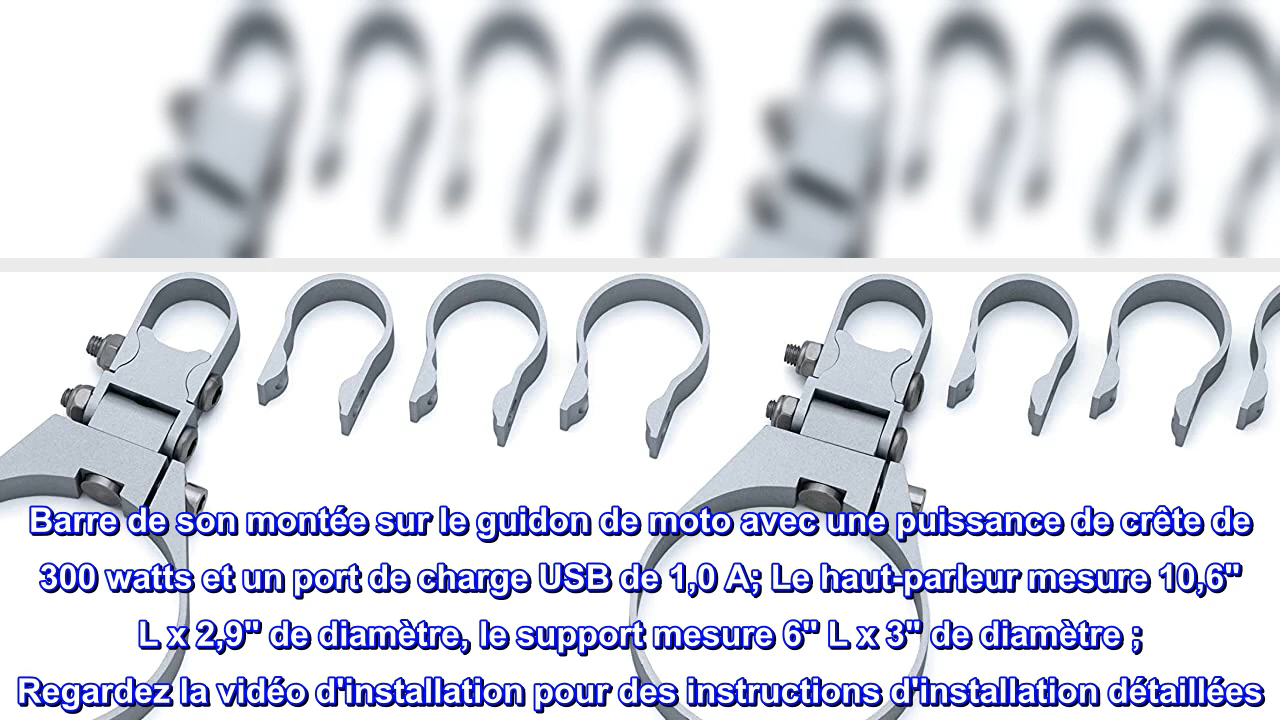 Barre de son montée sur le guidon de moto avec une puissance de crête de
300 watts et un port de charge USB de 1,0 A; Le haut-parleur mesure 10,6"
L x 2,9" de diamètre, le support mesure 6" L x 3" de diamètre ;
Regardez la vidéo d'installation pour des instructions d'installation détaillées